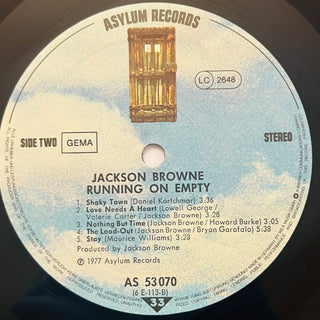 ASYLUM RECORDS
LC 2648
SIDE TWO GEMA STEREO
JACKSON BROWNE
RUNNING ON EMPTY
1. Shaky Town (Daniel Kortchmar) 3:36
2. Love Needs A Heart (Lowell George /
Valerie Carter / Jackson Browne) 3:28
3. Nothing But Time (Jackson Browne / Howard Burke) 3:05
4. The Load-Out (Jackson Browne / Bryan Garofalo) 5:38
5. Stay (Maurice Williams) 3:28
Produced by Jackson Browne
℗ 1977 Asylum Records
AS 53 070
(6 E-113-B)
33